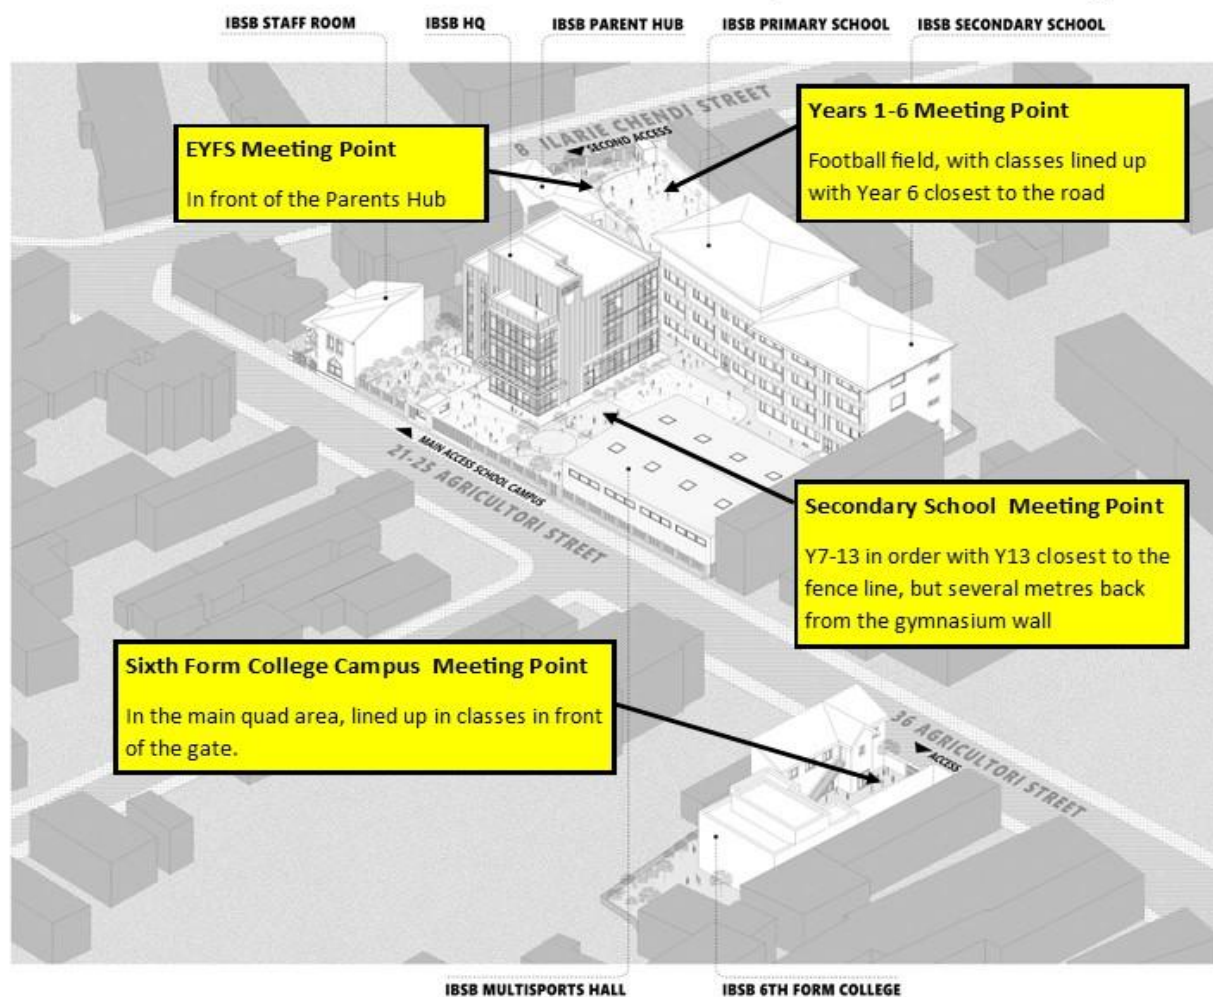 IBSB STAFF ROOM
IBSB HQ
IBSB PARENT HUB
IBSB PRIMARY SCHOOL
IBSB SECONDARY SCHOOL
8 ILARIE CHENDI STREET
SECOND ACCESS
EYFS Meeting Point
In front of the Parents Hub
Years 1-6 Meeting Point
Football field, with classes lined up
with Year 6 closest to the road
MAIN ACCESS SCHOOL CAMPUS
21-25 AGRICULTORI STREET
Secondary School  Meeting Point
Y7-13 in order with Y13 closest to the
fence line, but several metres back
from the gymnasium wall
Sixth Form College Campus  Meeting Point
In the main quad area, lined up in classes in front
of the gate.
36 AGRICULTORI STREET
ACCESS
IBSB MULTISPORTS HALL
IBSB 6TH FORM COLLEGE